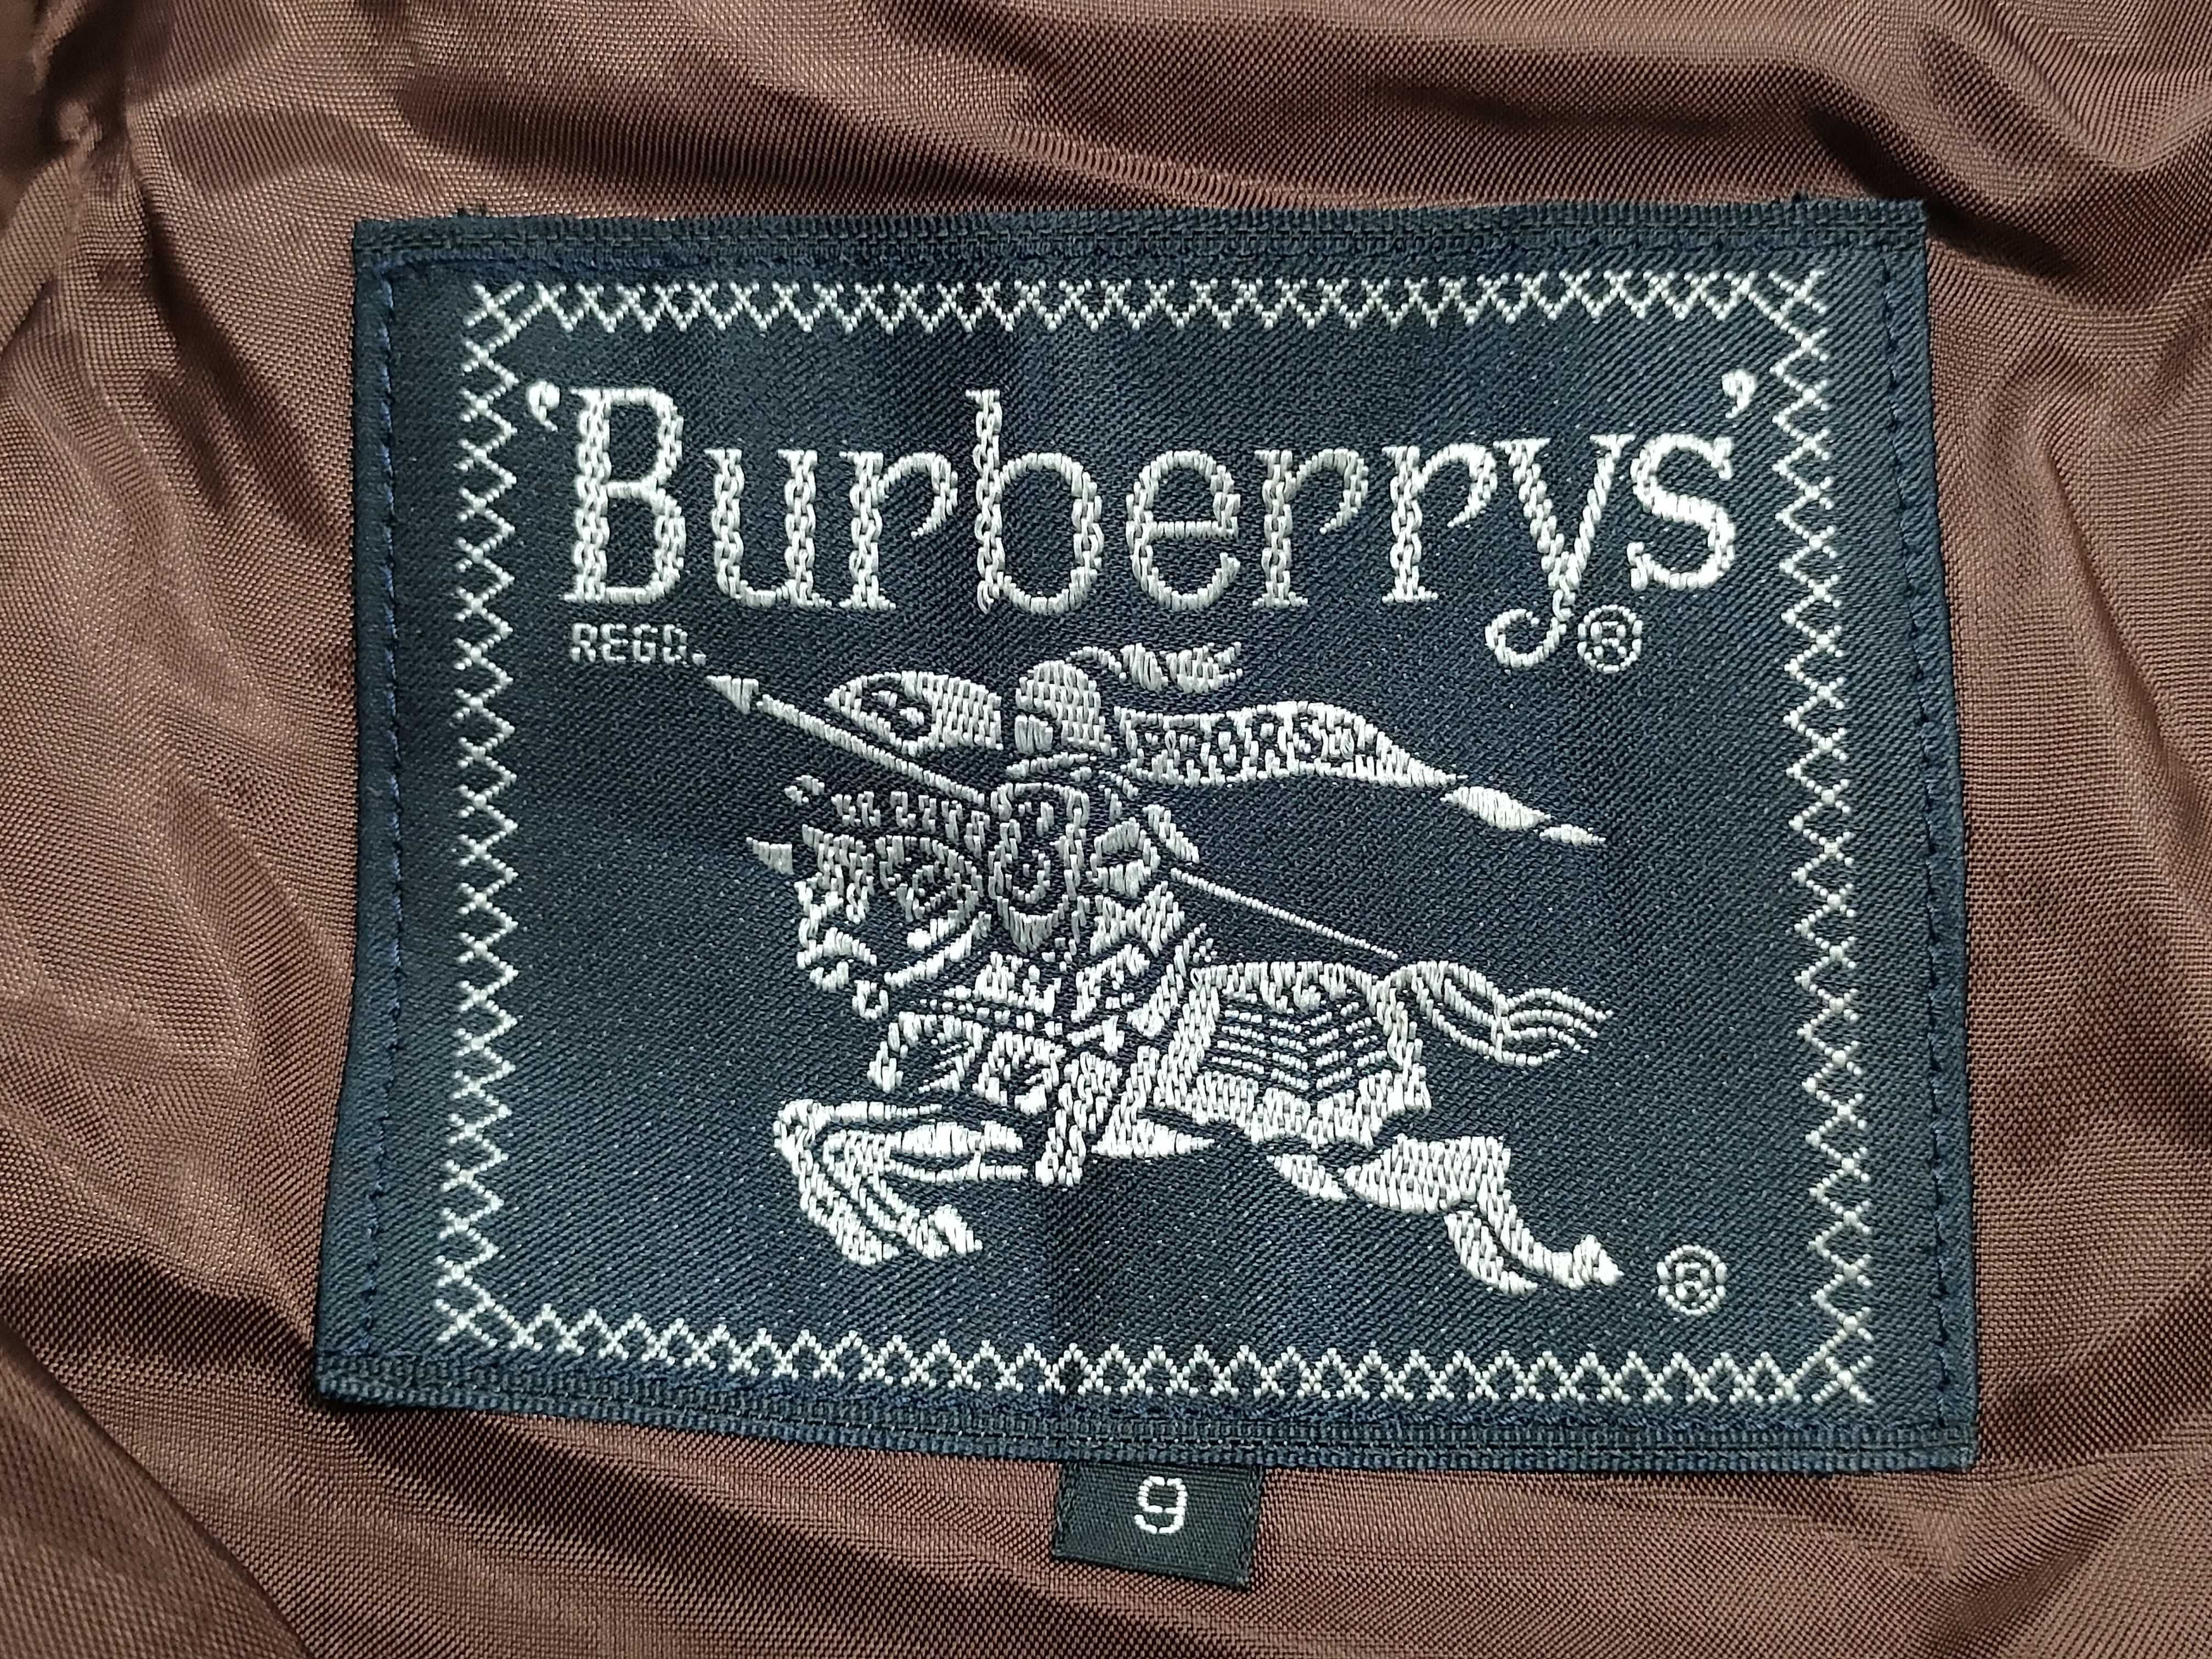 'Burberrys'®
REGD.
B
PRORSUM
®
9